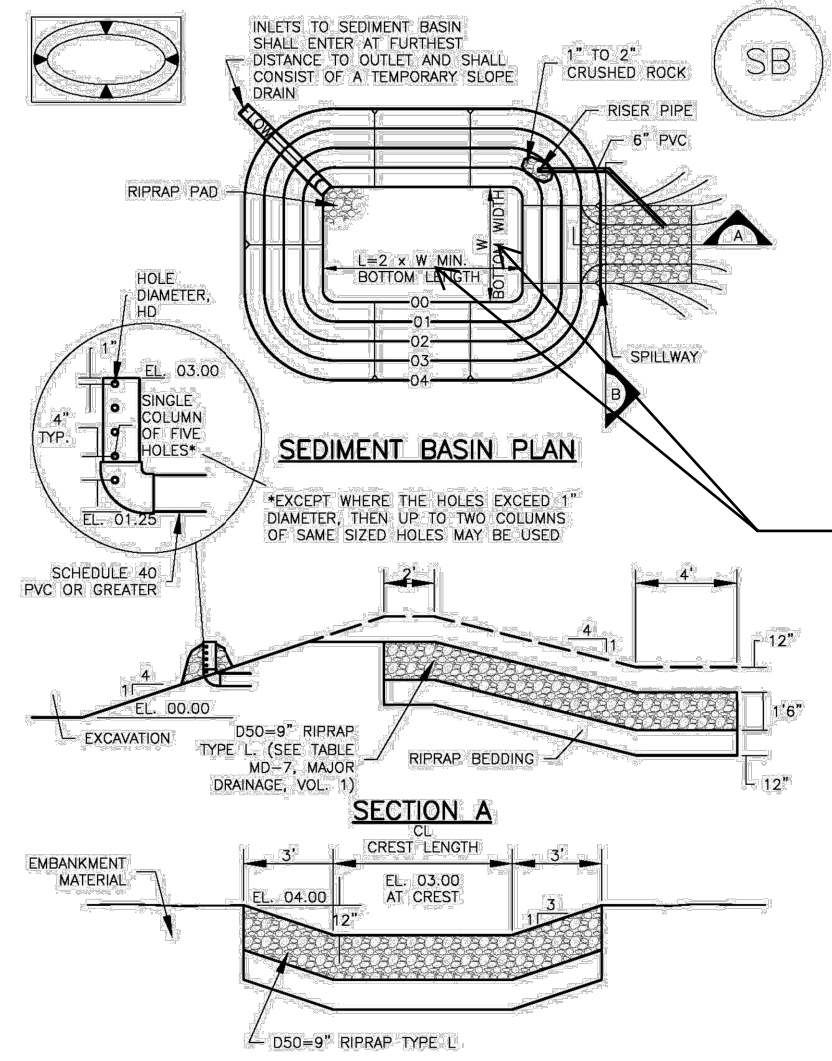 INLETS TO SEDIMENT BASIN
SHALL ENTER AT FURTHEST
DISTANCE TO OUTLET AND SHALL
CONSIST OF A TEMPORARY SLOPE
DRAIN
1" TO 2"
CRUSHED ROCK
SB
RISER PIPE
6" PVC
FLOW
RIPRAP PAD
W
BOTTOM WIDTH
L=2 x W MIN.
BOTTOM LENGTH
A
HOLE
DIAMETER,
HD
00
01
02
03
04
SPILLWAY
B
1"
EL. 03.00
4"
TYP.
SINGLE
COLUMN
OF FIVE
HOLES*
EL. 01.25
SEDIMENT BASIN PLAN
*EXCEPT WHERE THE HOLES EXCEED 1"
DIAMETER, THEN UP TO TWO COLUMNS
OF SAME SIZED HOLES MAY BE USED
SCHEDULE 40
PVC OR GREATER
2'
4'
4
1
12"
4
1
EL. 00.00
EXCAVATION
D50=9" RIPRAP
TYPE L. (SEE TABLE
MD-7, MAJOR
DRAINAGE, VOL. 1)
RIPRAP BEDDING
1'6"
12"
SECTION A
CL
CREST LENGTH
3'
3'
EMBANKMENT
MATERIAL
EL. 04.00
EL. 03.00
AT CREST
12"
3
1
D50=9" RIPRAP TYPE L